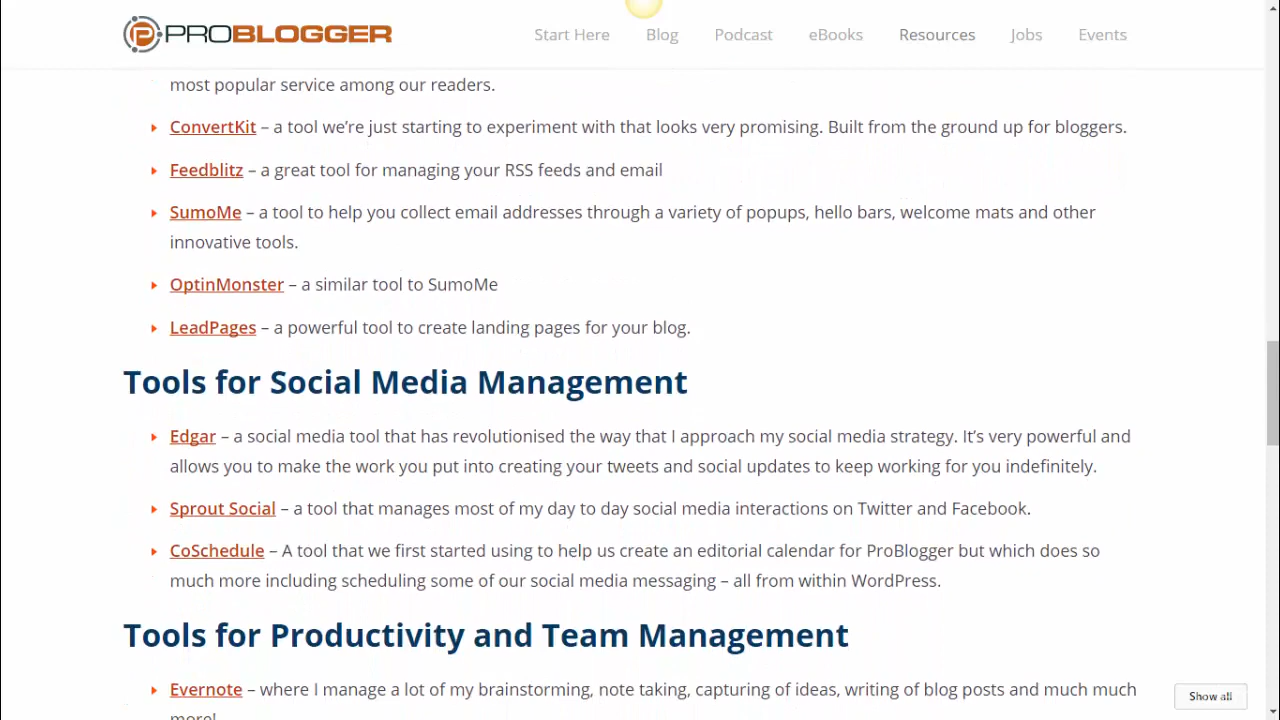 PROBLOGGER
Start Here Blog Podcast eBooks Resources Jobs Events
most popular service among our readers.
ConvertKit – a tool we’re just starting to experiment with that looks very promising. Built from the ground up for bloggers.
Feedblitz – a great tool for managing your RSS feeds and email
SumoMe – a tool to help you collect email addresses through a variety of popups, hello bars, welcome mats and other
innovative tools.
OptinMonster – a similar tool to SumoMe
LeadPages – a powerful tool to create landing pages for your blog.
Tools for Social Media Management
Edgar – a social media tool that has revolutionised the way that I approach my social media strategy. It’s very powerful and
allows you to make the work you put into creating your tweets and social updates to keep working for you indefinitely.
Sprout Social – a tool that manages most of my day to day social media interactions on Twitter and Facebook.
CoSchedule – A tool that we first started using to help us create an editorial calendar for ProBlogger but which does so
much more including scheduling some of our social media messaging – all from within WordPress.
Tools for Productivity and Team Management
Evernote – where I manage a lot of my brainstorming, note taking, capturing of ideas, writing of blog posts and much much
more!
Show all